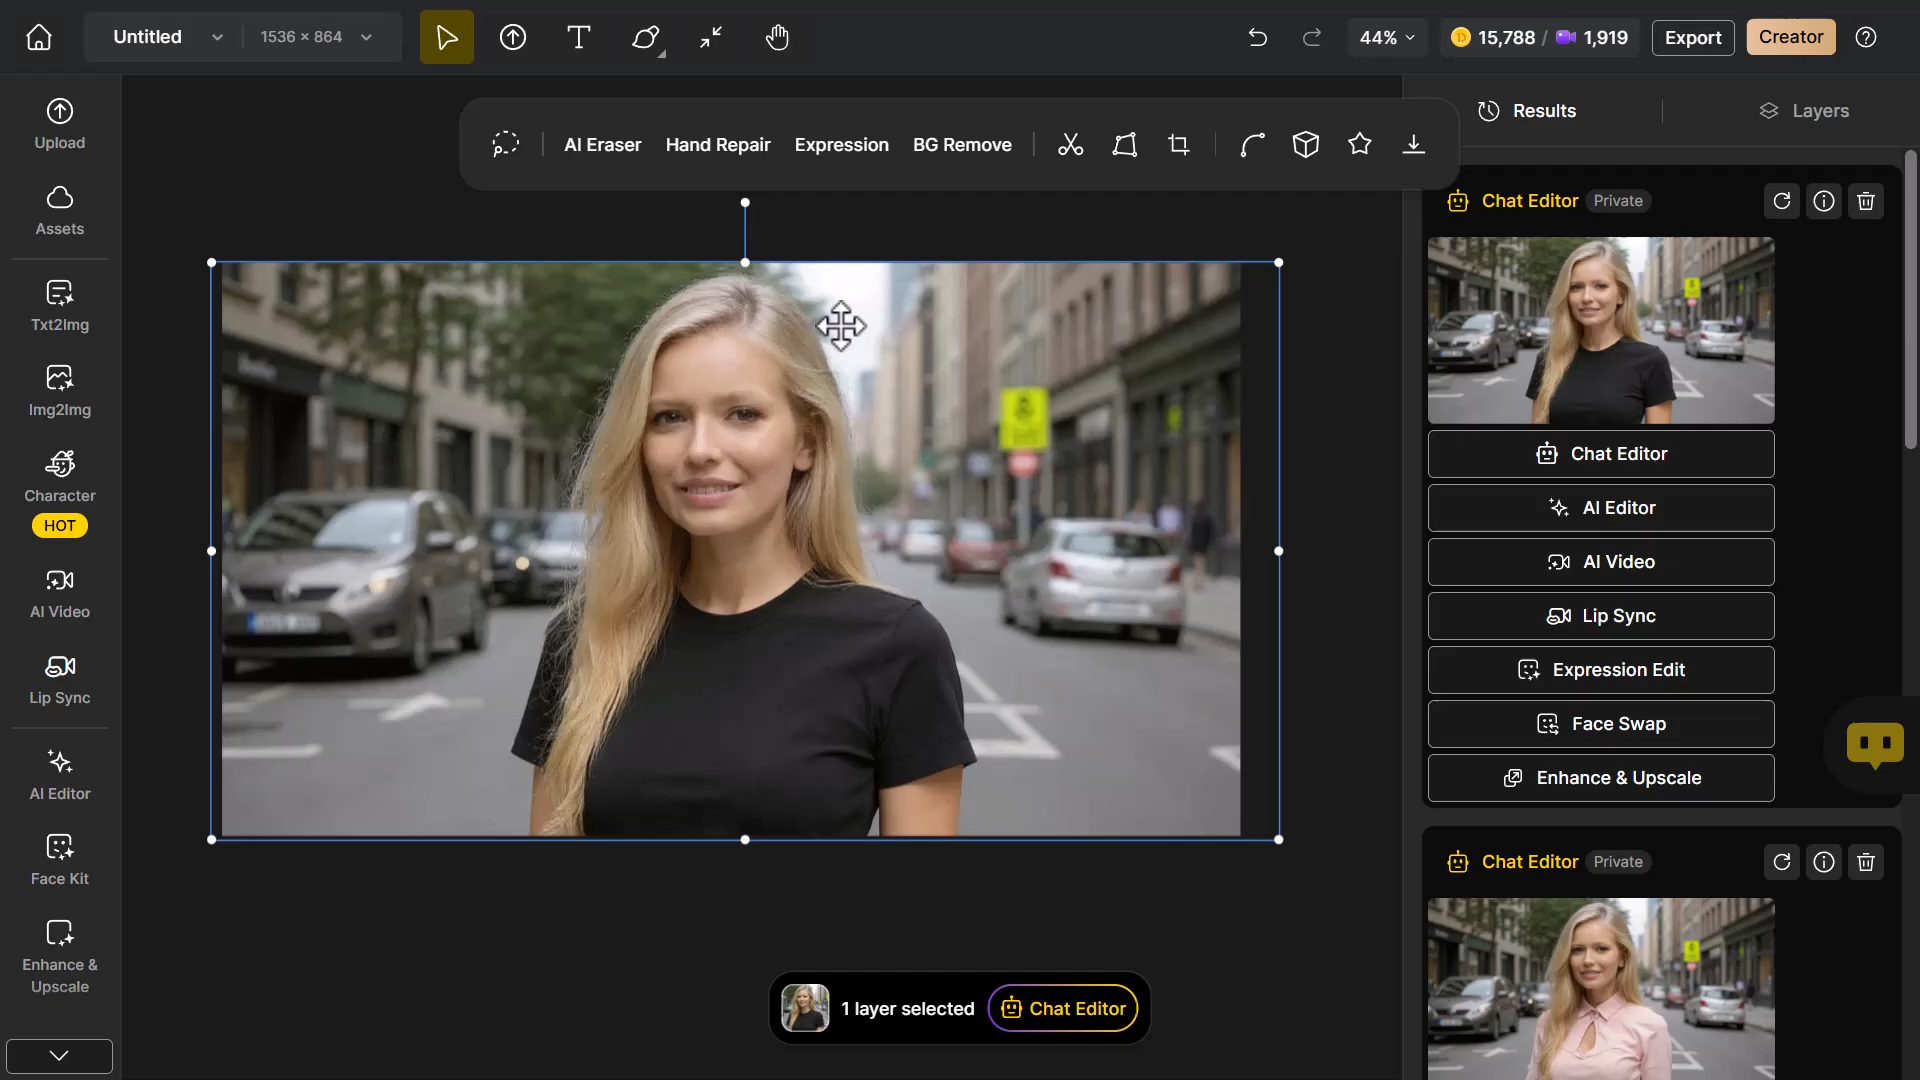 Untitled
1536 × 864
44%
15,788 / 1,919
Export
Creator
Upload
Assets
Txt2Img
Img2Img
Character
HOT
AI Video
Lip Sync
AI Editor
Face Kit
Enhance &
Upscale
AI Eraser
Hand Repair
Expression
BG Remove
1 layer selected
Chat Editor
Results
Layers
Chat Editor
Private
Chat Editor
AI Editor
AI Video
Lip Sync
Expression Edit
Face Swap
Enhance & Upscale
Chat Editor
Private